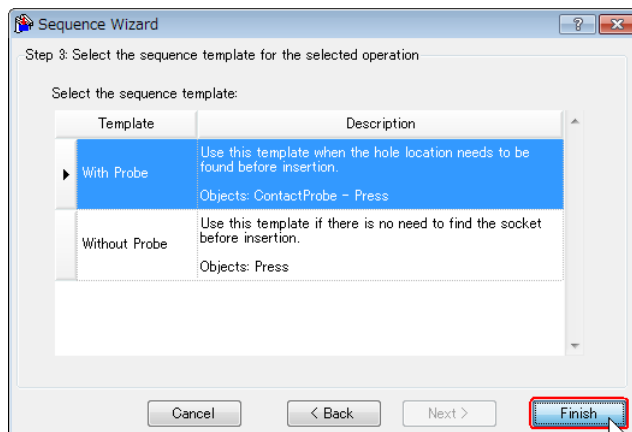 Sequence Wizard
Step 3: Select the sequence template for the selected operation
Select the sequence template:
Template Description
With Probe
Use this template when the hole location needs to be
found before insertion.
Objects: ContactProbe - Press
Without Probe
Use this template if there is no need to find the socket
before insertion.
Objects: Press
Cancel < Back Next > Finish